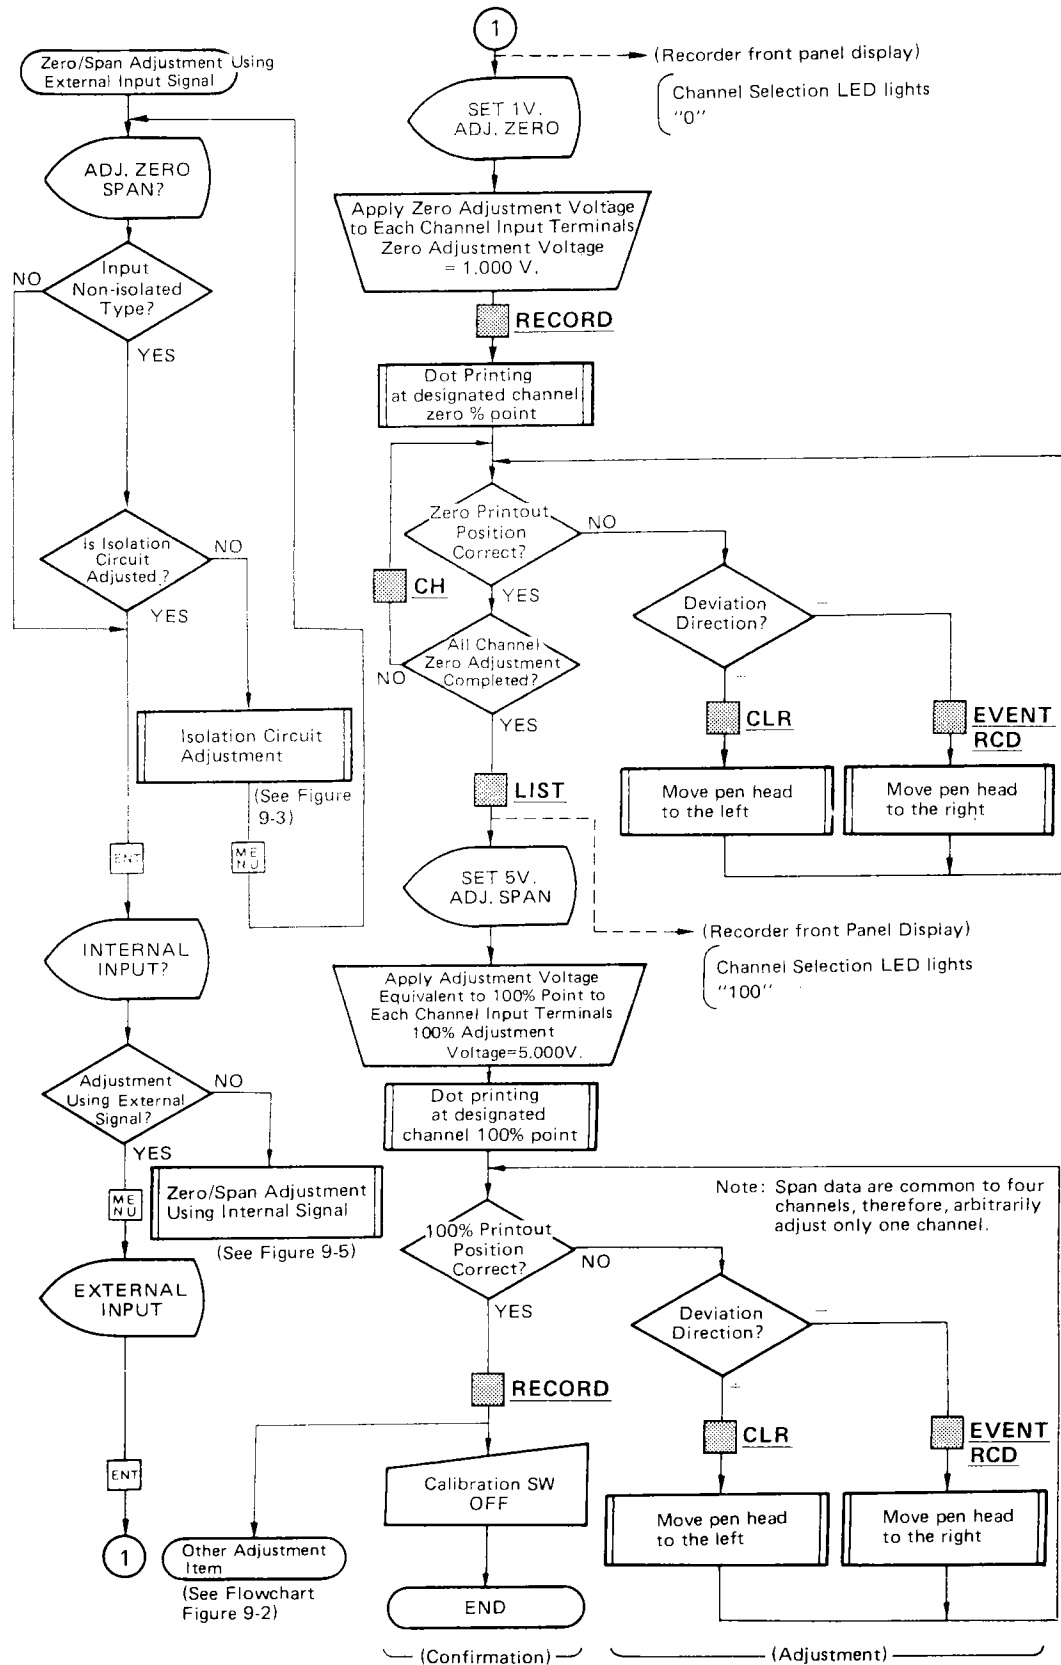 Zero/Span Adjustment Using
External Input Signal
ADJ. ZERO
SPAN?
Input
Non-isolated
Type?
NO
YES
Is Isolation
Circuit
Adjusted?
NO
YES
Isolation Circuit
Adjustment
(See Figure
9-3)
ENT
ME
NU
INTERNAL
INPUT?
Adjustment
Using External
Signal?
NO
YES
ME
NU
Zero/Span Adjustment
Using Internal Signal
(See Figure 9-5)
EXTERNAL
INPUT
ENT
1
1
(Recorder front panel display)
Channel Selection LED lights
"0"
SET 1V.
ADJ. ZERO
Apply Zero Adjustment Voltage
to Each Channel Input Terminals
Zero Adjustment Voltage
= 1.000 V.
RECORD
Dot Printing
at designated channel
zero % point
Zero Printout
Position
Correct?
NO
CH
YES
Deviation
Direction?
−
All Channel
Zero Adjustment
Completed?
NO
YES
CLR
EVENT
RCD
Move pen head
to the left
Move pen head
to the right
LIST
SET 5V.
ADJ. SPAN
(Recorder front Panel Display)
Channel Selection LED lights
"100"
Apply Adjustment Voltage
Equivalent to 100% Point to
Each Channel Input Terminals
100% Adjustment
Voltage=5.000V.
Dot printing
at designated
channel 100% point
Note: Span data are common to four
channels, therefore, arbitrarily
adjust only one channel.
100% Printout
Position
Correct?
NO
YES
Deviation
Direction?
−
+
RECORD
CLR
EVENT
RCD
Calibration SW
OFF
Move pen head
to the left
Move pen head
to the right
Other Adjustment
Item
(See Flowchart
Figure 9-2)
END
(Confirmation)
(Adjustment)